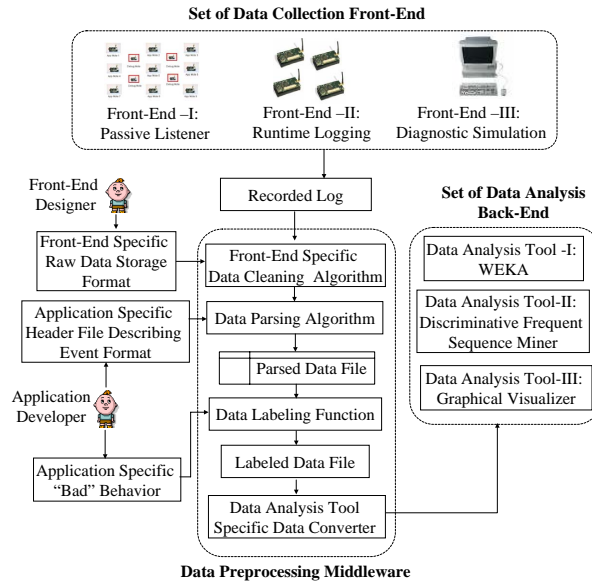 Set of Data Collection Front-End
Front-End –I:
Passive Listener
Front-End –II:
Runtime Logging
Front-End –III:
Diagnostic Simulation
Front-End
Designer
Recorded Log
Set of Data Analysis
Back-End
Front-End Specific
Raw Data Storage
Format
Front-End Specific
Data Cleaning Algorithm
Data Analysis Tool -I:
WEKA
Application Specific
Header File Describing
Event Format
Data Parsing Algorithm
Data Analysis Tool-II:
Discriminative Frequent
Sequence Miner
Parsed Data File
Data Analysis Tool-III:
Graphical Visualizer
Application
Developer
Data Labeling Function
Application Specific
“Bad” Behavior
Labeled Data File
Data Analysis Tool
Specific Data Converter
Data Preprocessing Middleware